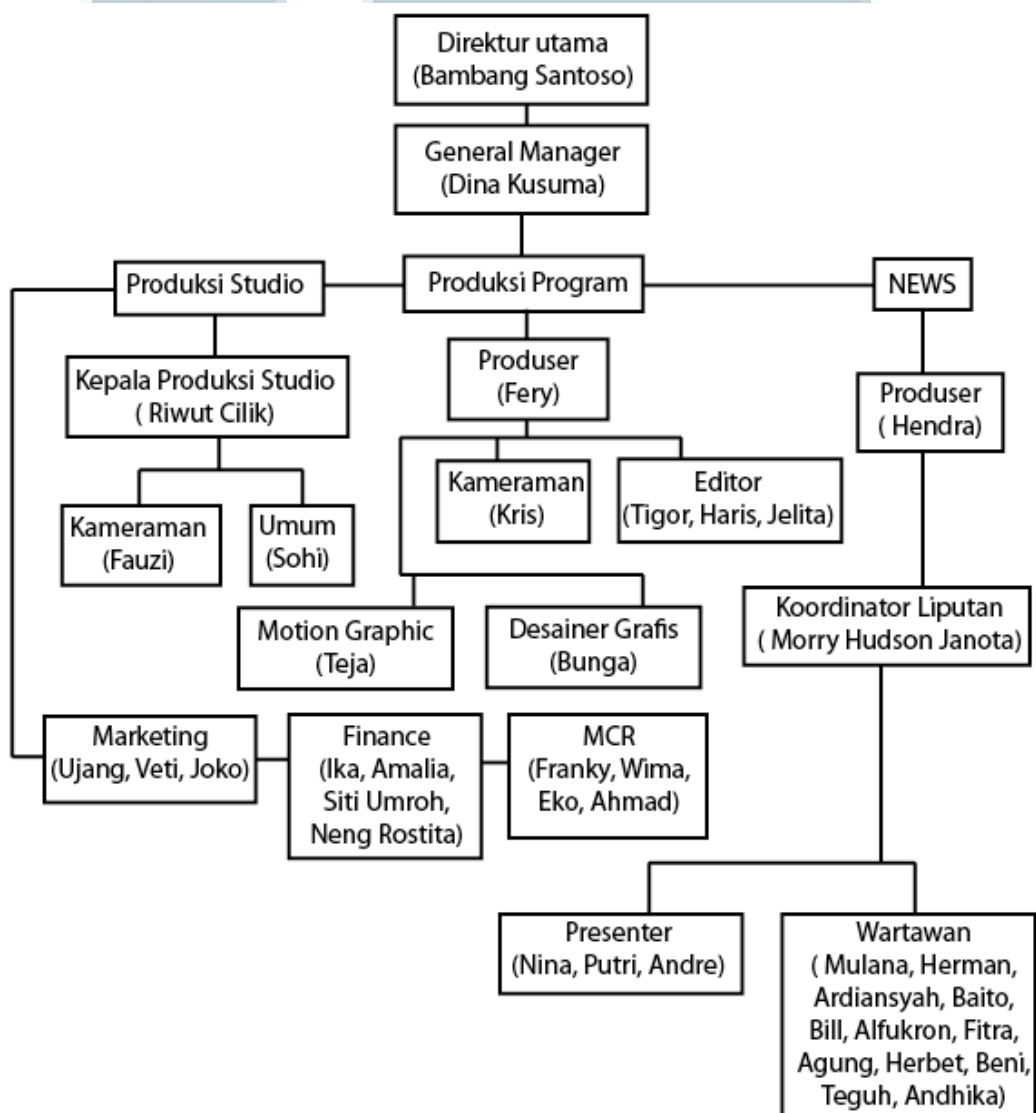 Direktur utama
(Bambang Santoso)
General Manager
(Dina Kusuma)
Produksi Studio
Produksi Program
NEWS
Kepala Produksi Studio
( Riwut Cilik)
Produser
(Fery)
Produser
( Hendra)
Kameraman
(Fauzi)
Umum
(Sohi)
Kameraman
(Kris)
Editor
(Tigor, Haris, Jelita)
Motion Graphic
(Teja)
Desainer Grafis
(Bunga)
Koordinator Liputan
( Morry Hudson Janota)
Marketing
(Ujang, Veti, Joko)
Finance
(Ika, Amalia,
Siti Umroh,
Neng Rostita)
MCR
(Franky, Wima,
Eko, Ahmad)
Presenter
(Nina, Putri, Andre)
Wartawan
( Mulana, Herman,
Ardiansyah, Baito,
Bill, Alfukron, Fitra,
Agung, Herbet, Beni,
Teguh, Andhika)